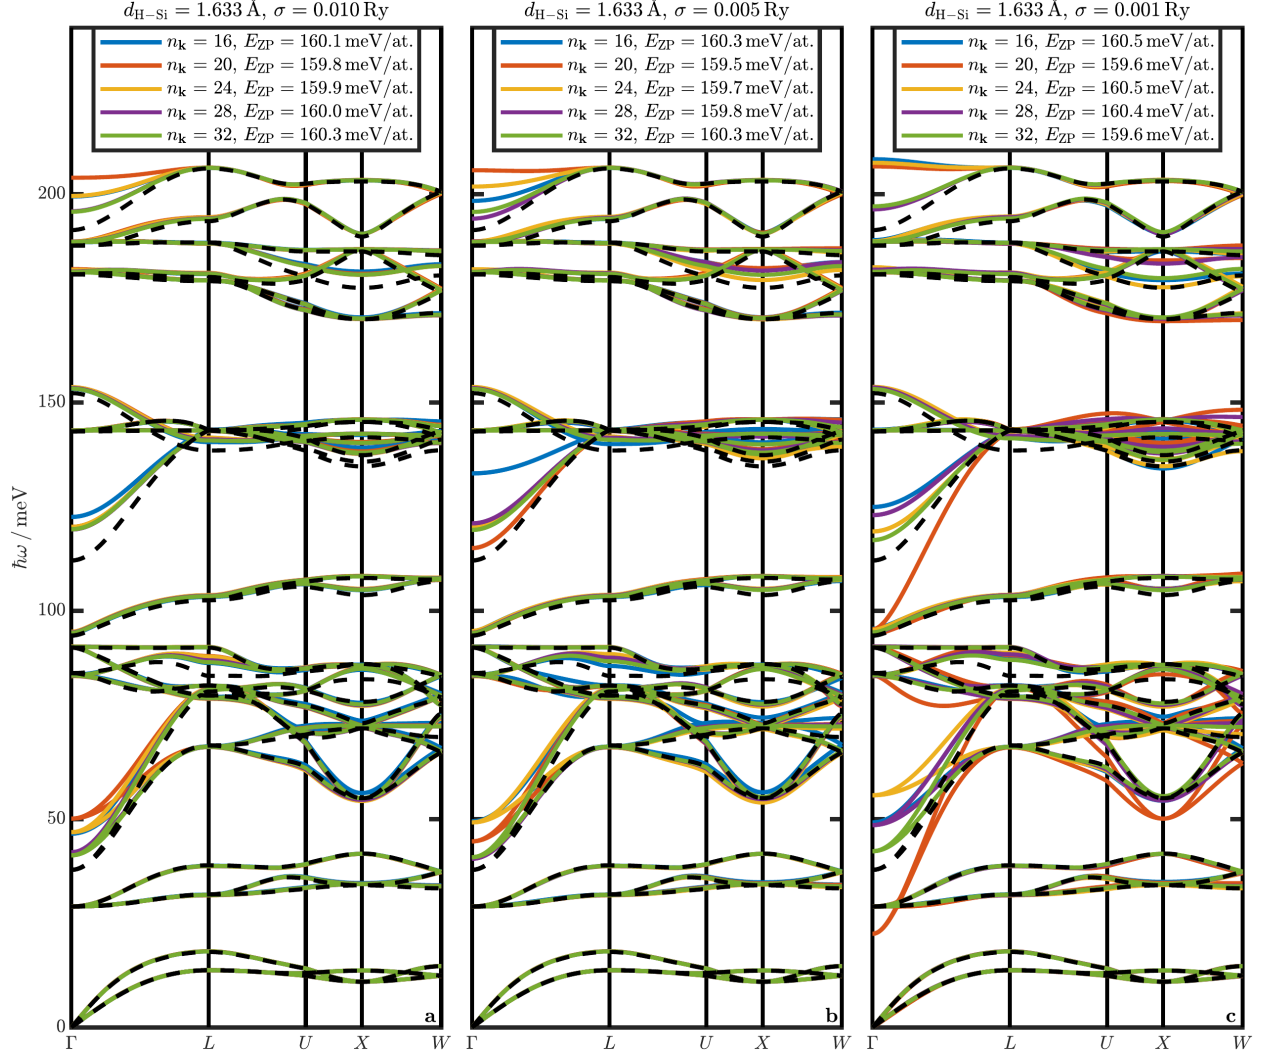 d_H−Si = 1.633 Å, σ = 0.010 Ry
n_k = 16, E_ZP = 160.1 meV/at.
n_k = 20, E_ZP = 159.8 meV/at.
n_k = 24, E_ZP = 159.9 meV/at.
n_k = 28, E_ZP = 160.0 meV/at.
n_k = 32, E_ZP = 160.3 meV/at.
d_H−Si = 1.633 Å, σ = 0.005 Ry
n_k = 16, E_ZP = 160.3 meV/at.
n_k = 20, E_ZP = 159.5 meV/at.
n_k = 24, E_ZP = 159.7 meV/at.
n_k = 28, E_ZP = 159.8 meV/at.
n_k = 32, E_ZP = 160.3 meV/at.
d_H−Si = 1.633 Å, σ = 0.001 Ry
n_k = 16, E_ZP = 160.5 meV/at.
n_k = 20, E_ZP = 159.6 meV/at.
n_k = 24, E_ZP = 160.5 meV/at.
n_k = 28, E_ZP = 160.4 meV/at.
n_k = 32, E_ZP = 159.6 meV/at.
ħω / meV
200
150
100
50
0
a
b
c
Γ L U X W
Γ L U X W
Γ L U X W